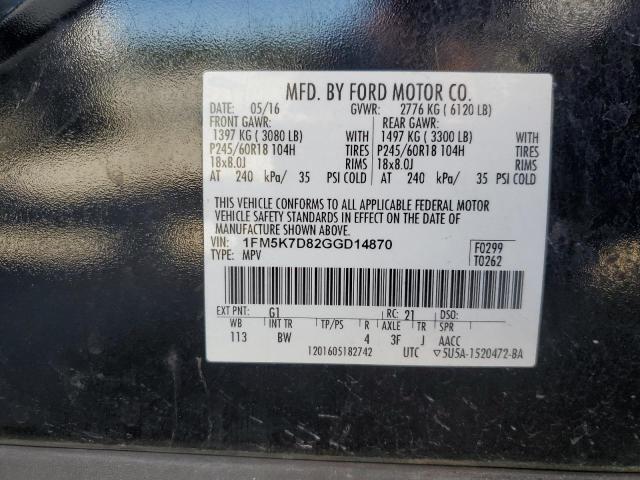 MFD. BY FORD MOTOR CO.
DATE: 05/16 GVWR: 2776 KG ( 6120 LB)
FRONT GAWR: REAR GAWR:
1397 KG ( 3080 LB) WITH 1497 KG ( 3300 LB) WITH
P245/60R18 104H TIRES P245/60R18 104H TIRES
18x8.0J RIMS 18x8.0J RIMS
AT 240 kPa/ 35 PSI COLD AT 240 kPa/ 35 PSI COLD
THIS VEHICLE CONFORMS TO ALL APPLICABLE FEDERAL MOTOR
VEHICLE SAFETY STANDARDS IN EFFECT ON THE DATE OF
MANUFACTURE SHOWN ABOVE.
VIN: 1FM5K7D82GGD14870 F0299
TYPE: MPV T0262
EXT PNT: G1 RC: 21 DSO:
WB INT TR TP/PS R AXLE TR SPR
113 BW 4 3F J AACC
1201605182742 UTC ▽5U5A-1520472-BA